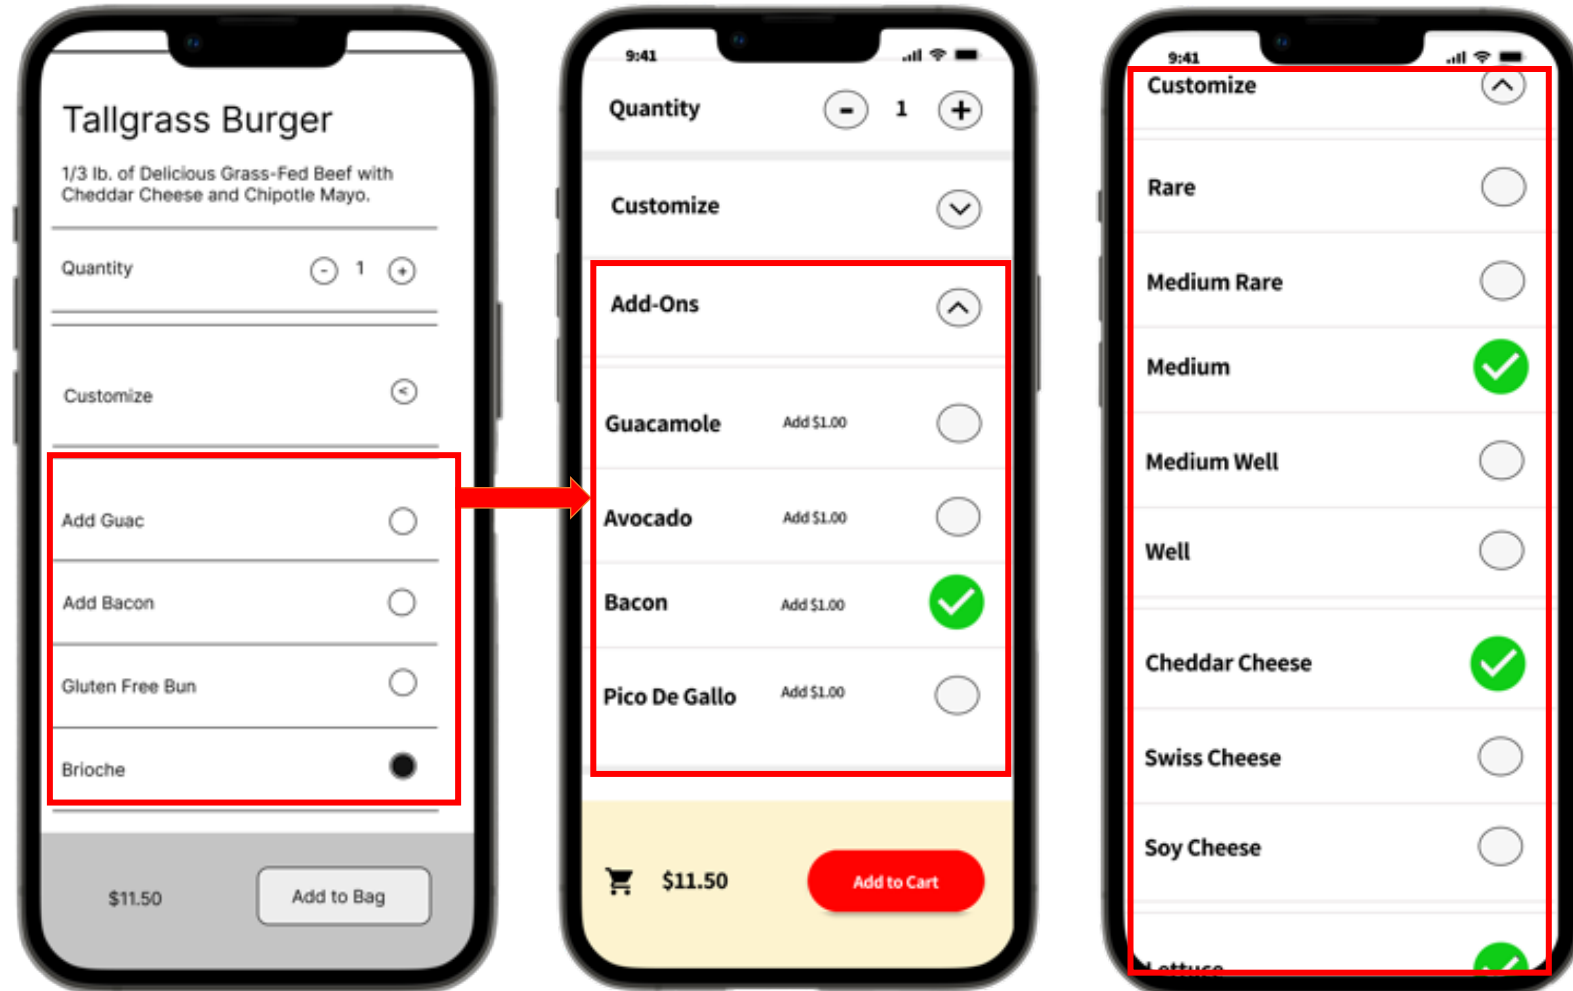 Tallgrass Burger
1/3 lb. of Delicious Grass-Fed Beef with
Cheddar Cheese and Chipotle Mayo.
Quantity - 1 +
Customize <
Add Guac
Add Bacon
Gluten Free Bun
Brioche
$11.50 Add to Bag
9:41
Quantity - 1 +
Customize
Add-Ons
Guacamole Add $1.00
Avocado Add $1.00
Bacon Add $1.00
Pico De Gallo Add $1.00
$11.50 Add to Cart
9:41
Customize
Rare
Medium Rare
Medium
Medium Well
Well
Cheddar Cheese
Swiss Cheese
Soy Cheese
Lettuce